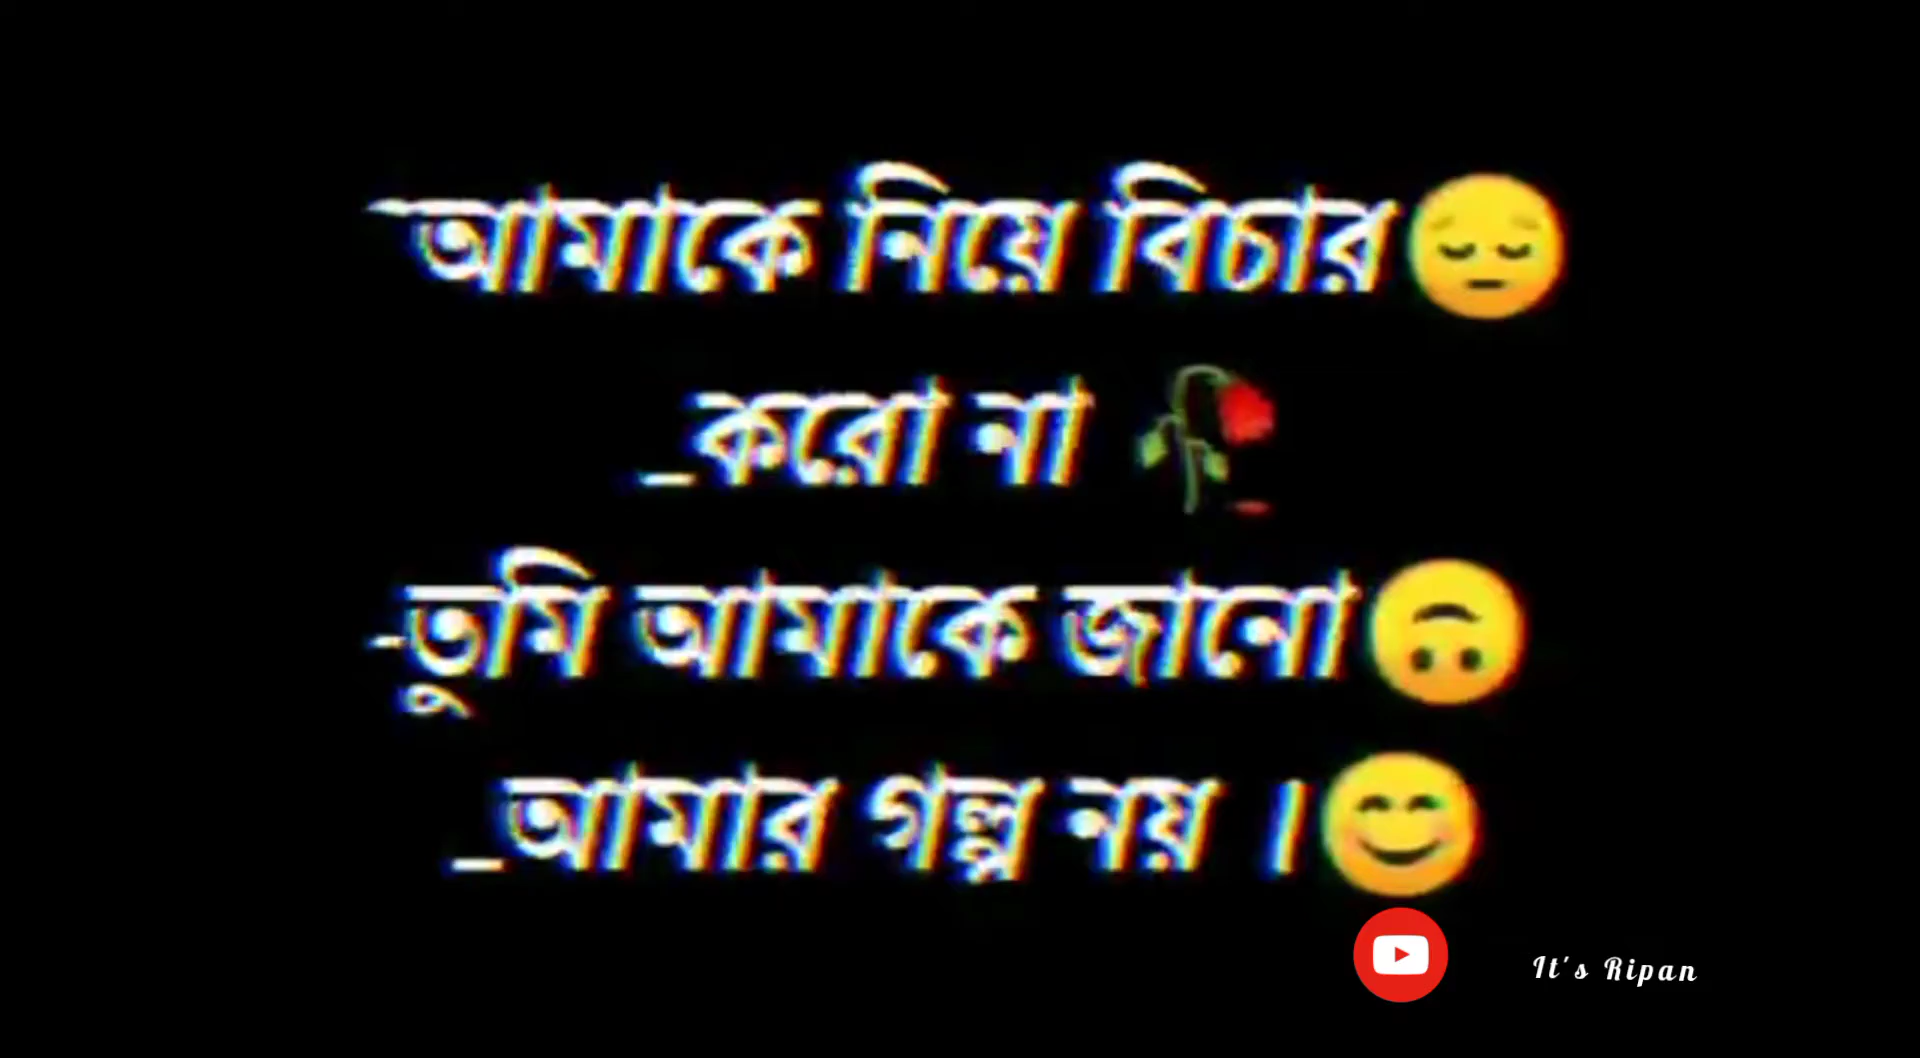 ~আমাকে নিয়ে বিচার😔
_করো না 🥀_
-তুমি আমাকে জানো🙃
_আমার গল্প নয় ।😊
It's Ripan